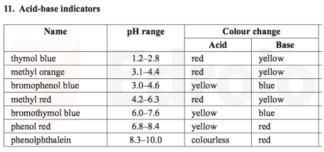 11. Acid-base indicators
Name pH range Colour change
Acid Base
thymol blue 1.2–2.8 red yellow
methyl orange 3.1–4.4 red yellow
bromophenol blue 3.0–4.6 yellow blue
methyl red 4.2–6.3 red yellow
bromothymol blue 6.0–7.6 yellow blue
phenol red 6.8–8.4 yellow red
phenolphthalein 8.3–10.0 colourless red